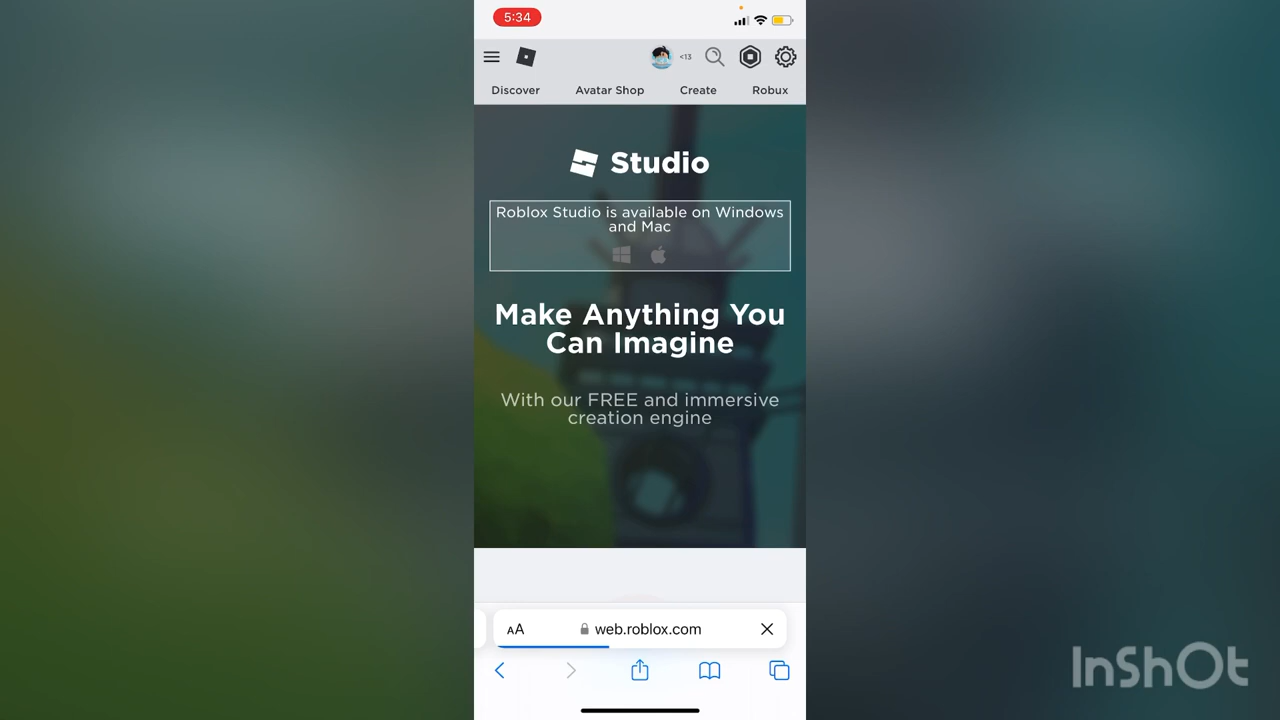 5:34
<13
Discover Avatar Shop Create Robux
Studio
Roblox Studio is available on Windows
and Mac
Make Anything You
Can Imagine
With our FREE and immersive
creation engine
AA web.roblox.com
InShOt